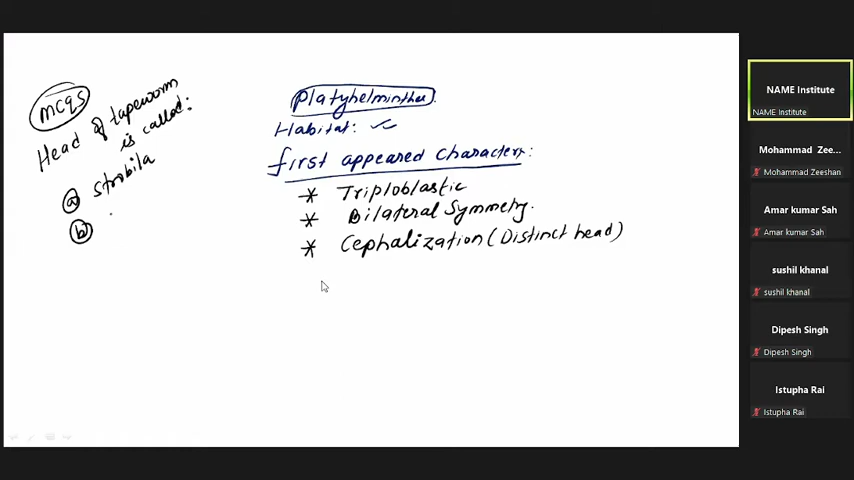 MCQS
Head of tapeworm
is called:
(a) Strobila
(b)
Platyhelminthes.
Habitat: ✓
first appeared characters:
* Triploblastic
* Bilateral Symmetry.
* Cephalization (Distinct head)
NAME Institute
NAME Institute
Mohammad Zee...
Mohammad Zeeshan
Amar kumar Sah
Amar kumar Sah
sushil khanal
sushil khanal
Dipesh Singh
Dipesh Singh
Istupha Rai
Istupha Rai